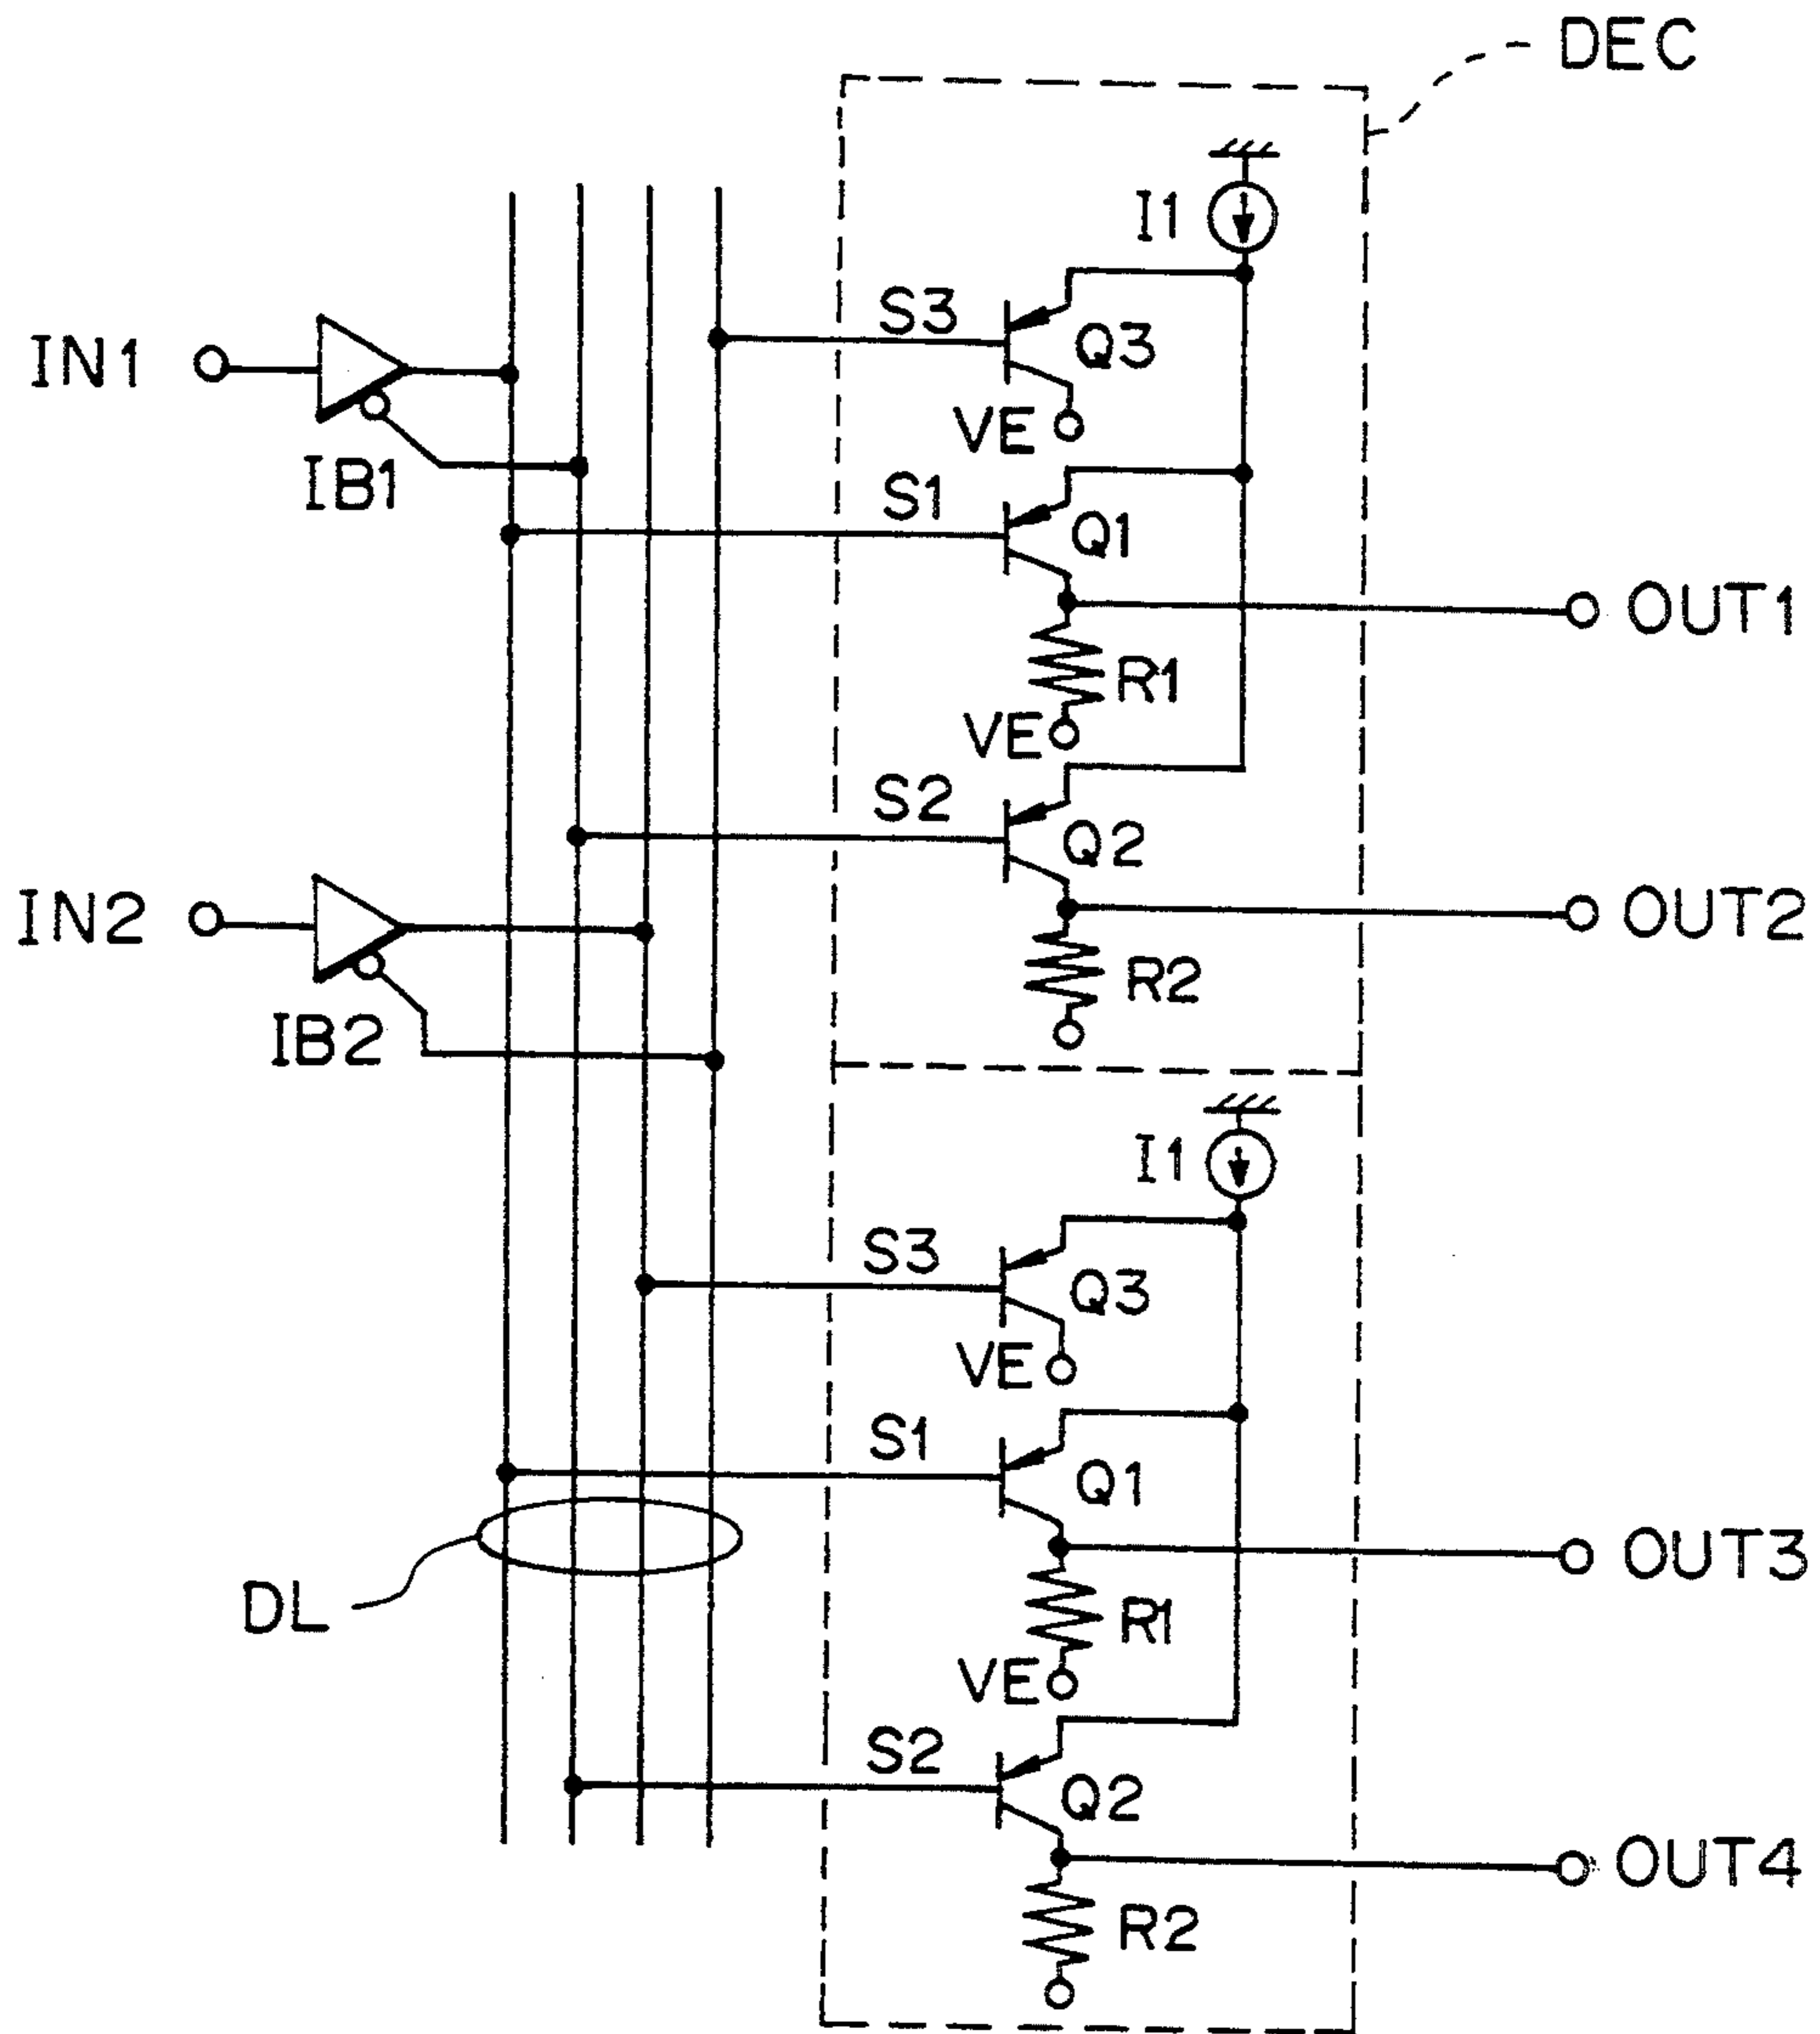 DEC
I1
S3
Q3
IN1
VE
IB1
S1
Q1
OUT1
R1
VE
S2
Q2
IN2
OUT2
R2
IB2
I1
S3
Q3
VE
S1
Q1
OUT3
DL
R1
VE
S2
Q2
OUT4
R2